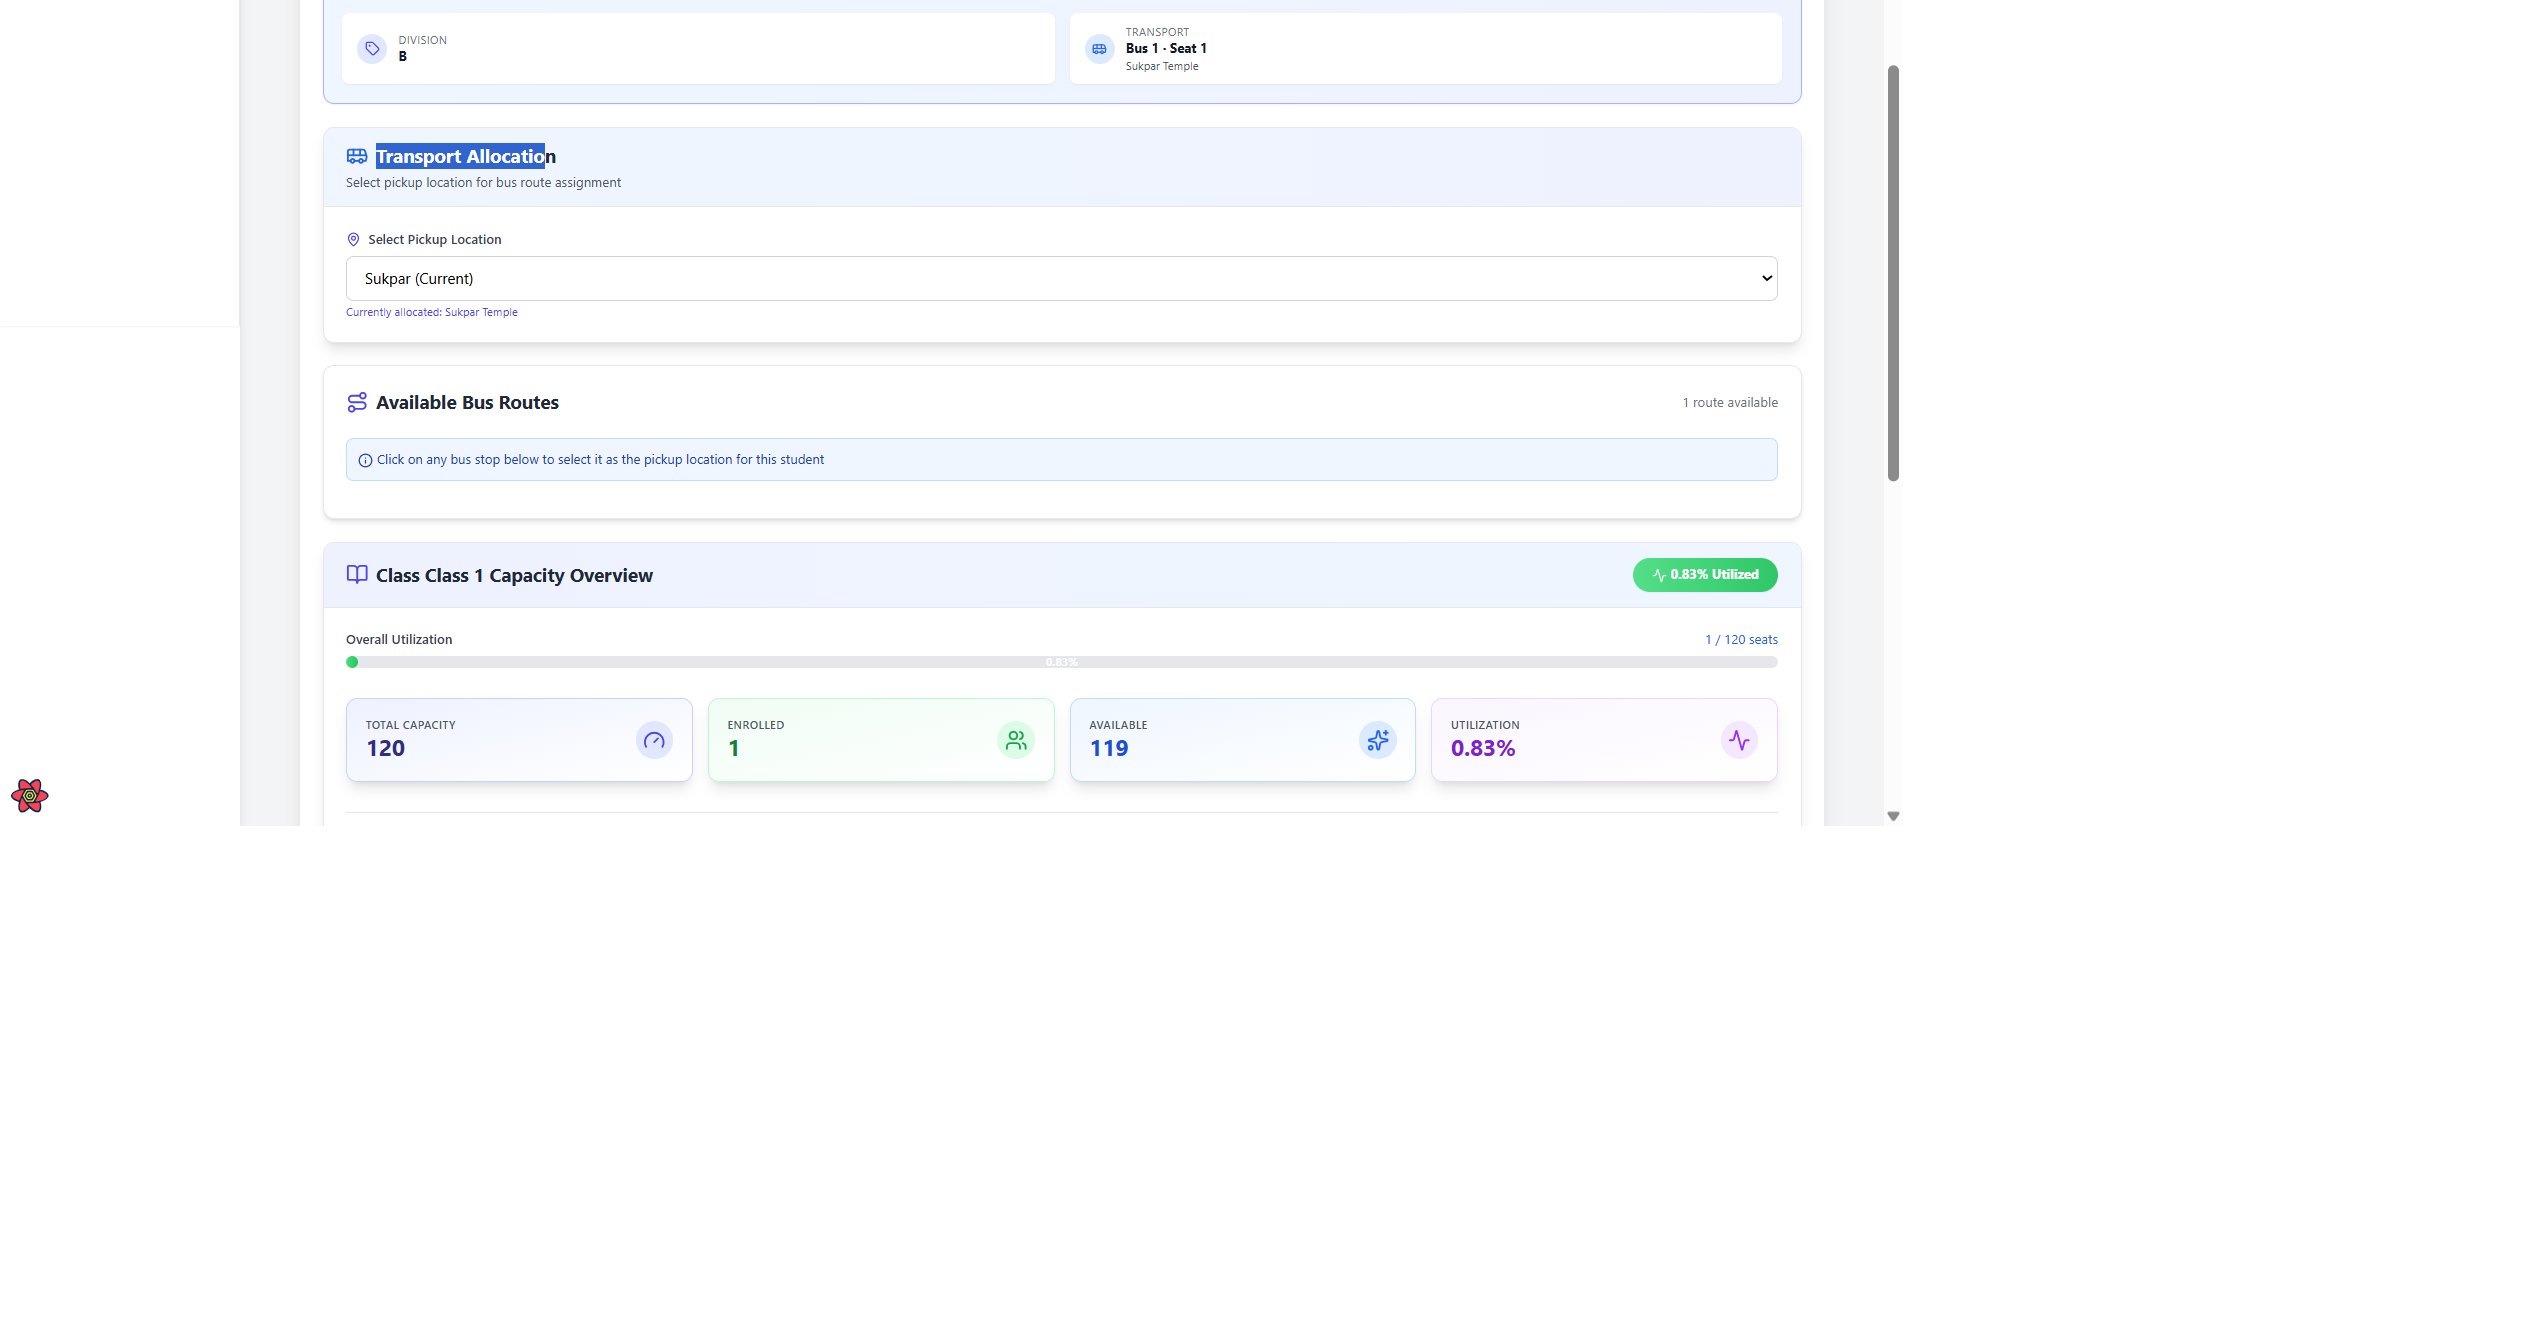 DIVISION
B
TRANSPORT
Bus 1 · Seat 1
Sukpar Temple
Transport Allocation
Select pickup location for bus route assignment
Select Pickup Location
Sukpar (Current)
Currently allocated: Sukpar Temple
Available Bus Routes
1 route available
Click on any bus stop below to select it as the pickup location for this student
Class Class 1 Capacity Overview
0.83% Utilized
Overall Utilization
1 / 120 seats
0.83%
TOTAL CAPACITY
120
ENROLLED
1
AVAILABLE
119
UTILIZATION
0.83%